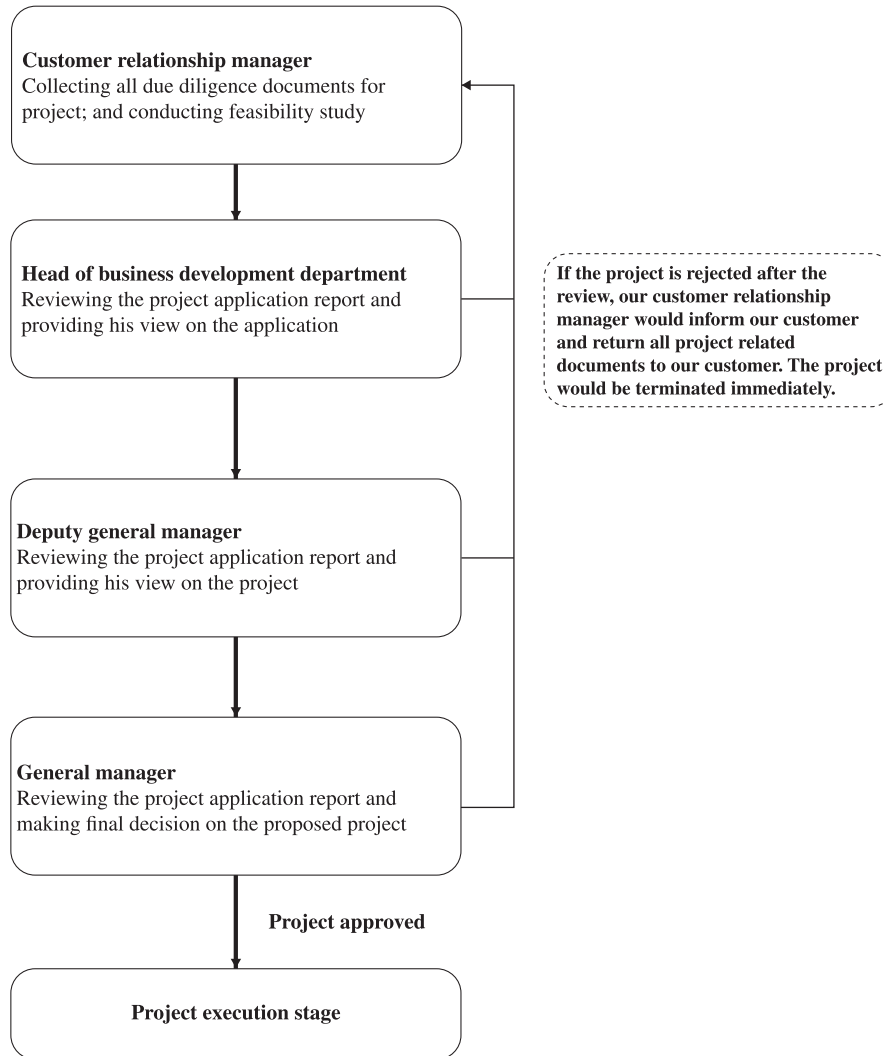 Customer relationship manager
Collecting all due diligence documents for
project; and conducting feasibility study
Head of business development department
Reviewing the project application report and
providing his view on the application
If the project is rejected after the
review, our customer relationship
manager would inform our customer
and return all project related
documents to our customer. The project
would be terminated immediately.
Deputy general manager
Reviewing the project application report and
providing his view on the project
General manager
Reviewing the project application report and
making final decision on the proposed project
Project approved
Project execution stage